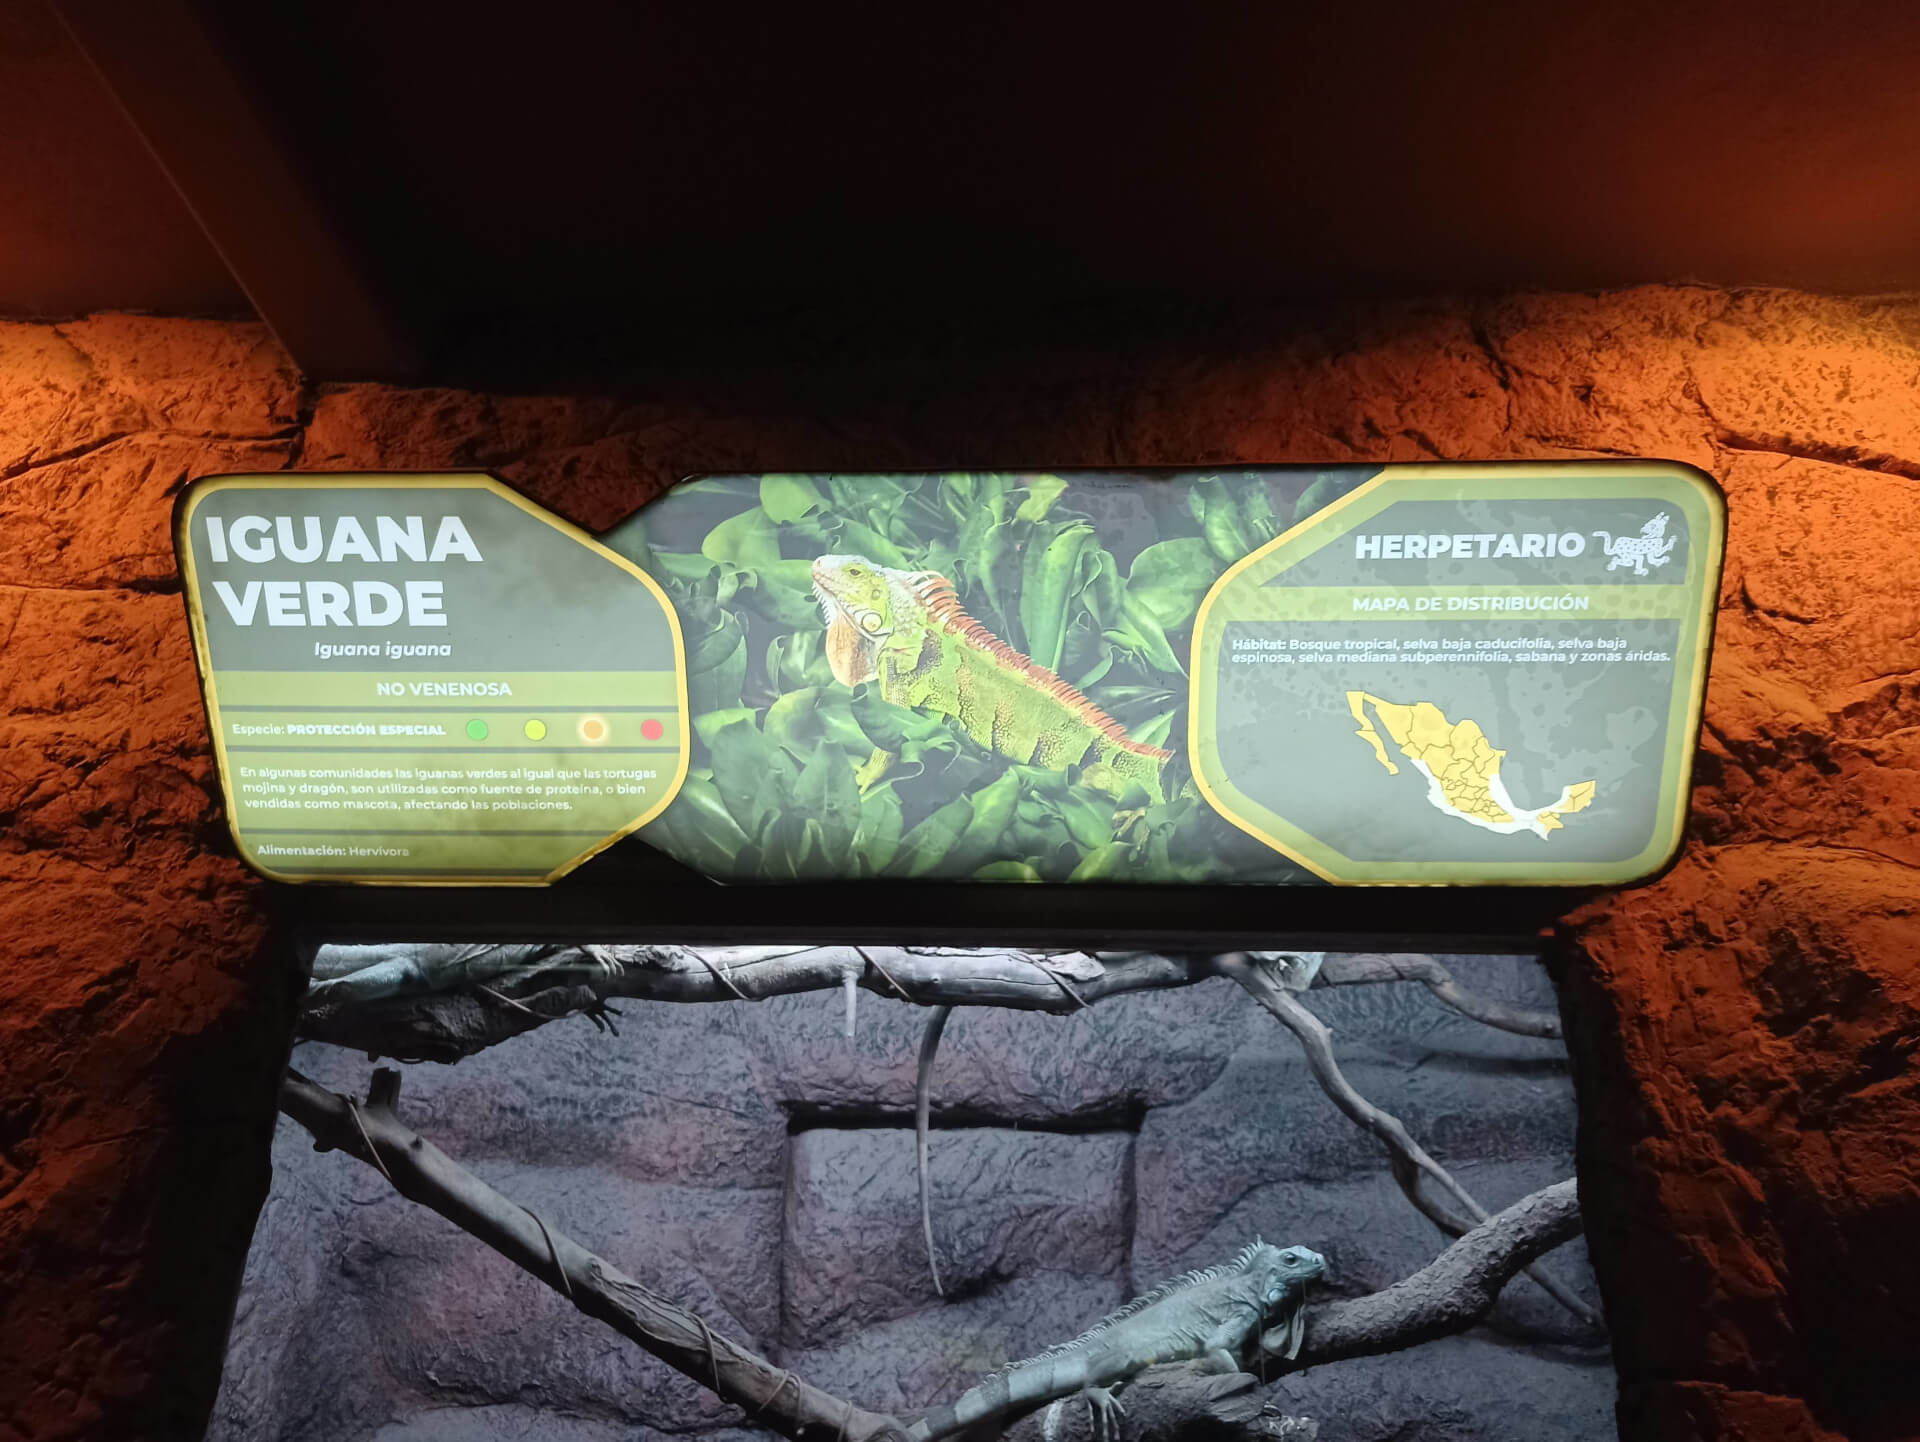 IGUANA
VERDE
Iguana iguana
NO VENENOSA
Especie: PROTECCIÓN ESPECIAL
En algunas comunidades las iguanas verdes al igual que las tortugas
mojina y dragón, son utilizadas como fuente de proteína, o bien
vendidas como mascota, afectando las poblaciones.
Alimentación: Hervívora
HERPETARIO
MAPA DE DISTRIBUCIÓN
Hábitat: Bosque tropical, selva baja caducifolia, selva baja
espinosa, selva mediana subperennifolia, sabana y zonas áridas.